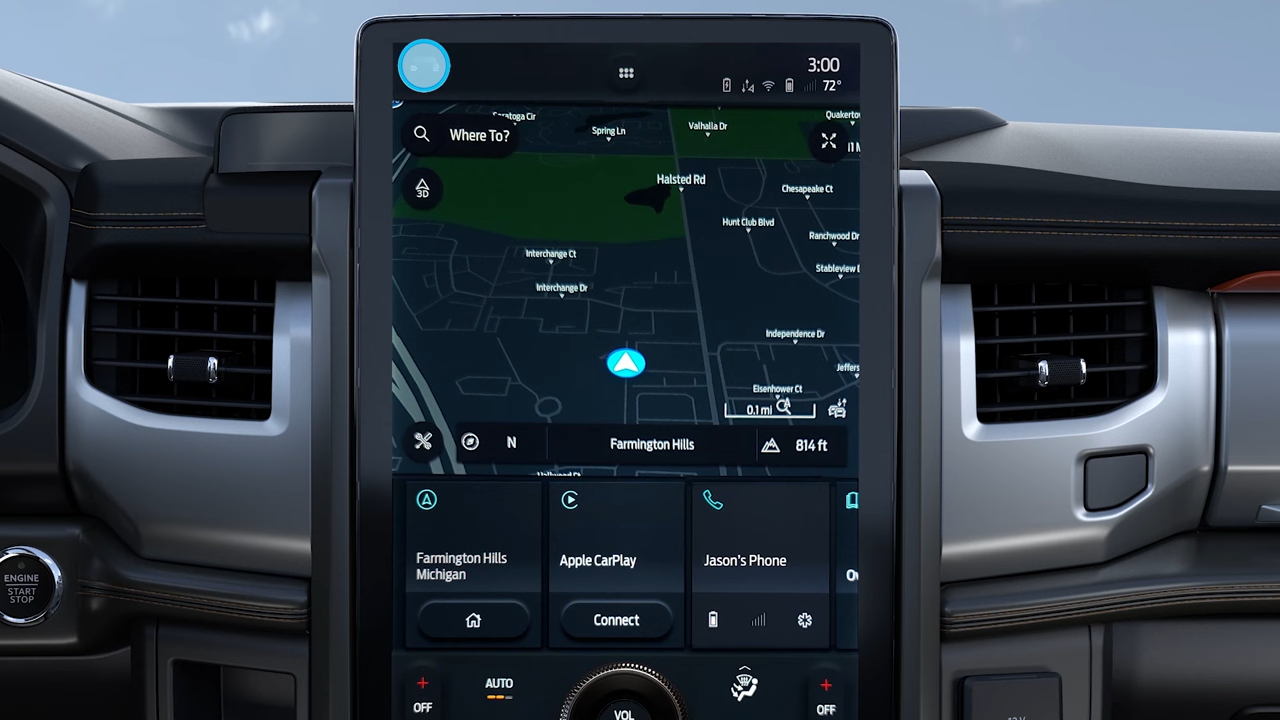 3:00
72°
Saratoga Cir
Quakertow
Where To?
Spring Ln
Valhalla Dr
3D
Halsted Rd
Chesapeake Ct
Hunt Club Blvd
Ranchwood Dr
Interchange Ct
Stableview
Interchange Dr
Independence Dr
Jeffers
Eisenhower Ct
0.1 mi
N
Farmington Hills
814 ft
Farmington Hills
Michigan
Apple CarPlay
Jason's Phone
Connect
ENGINE
START
STOP
AUTO
OFF
VOL
OFF